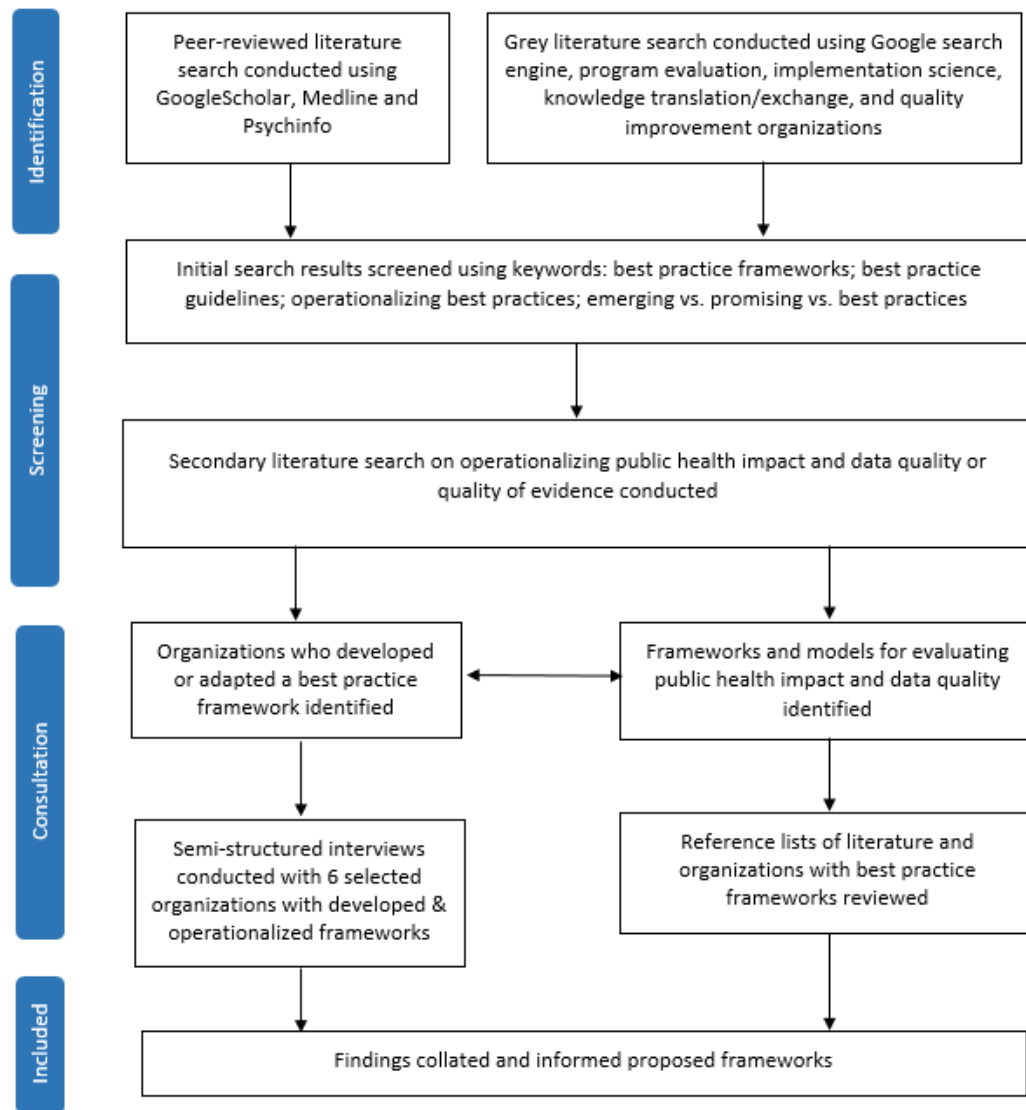 Identification
Peer-reviewed literature
search conducted using
GoogleScholar, Medline and
Psychinfo
Grey literature search conducted using Google search
engine, program evaluation, implementation science,
knowledge translation/exchange, and quality
improvement organizations
Screening
Initial search results screened using keywords: best practice frameworks; best practice
guidelines; operationalizing best practices; emerging vs. promising vs. best practices
Secondary literature search on operationalizing public health impact and data quality or
quality of evidence conducted
Consultation
Organizations who developed
or adapted a best practice
framework identified
Frameworks and models for evaluating
public health impact and data quality
identified
Semi-structured interviews
conducted with 6 selected
organizations with developed &
operationalized frameworks
Reference lists of literature and
organizations with best practice
frameworks reviewed
Included
Findings collated and informed proposed frameworks